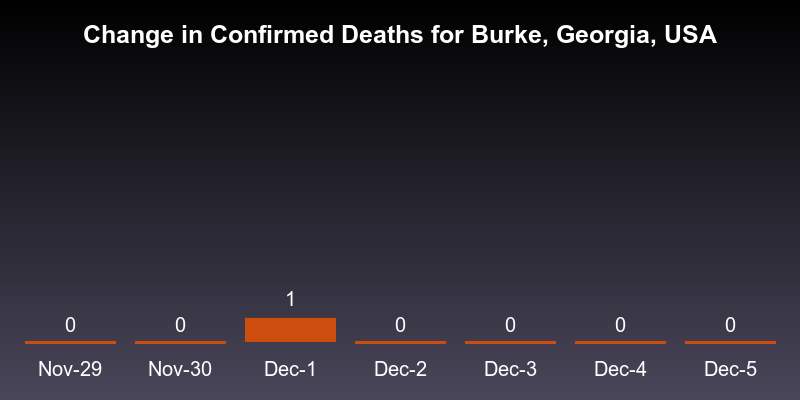 Change in Confirmed Deaths for Burke, Georgia, USA
1
0 0 0 0 0 0
Nov-29 Nov-30 Dec-1 Dec-2 Dec-3 Dec-4 Dec-5